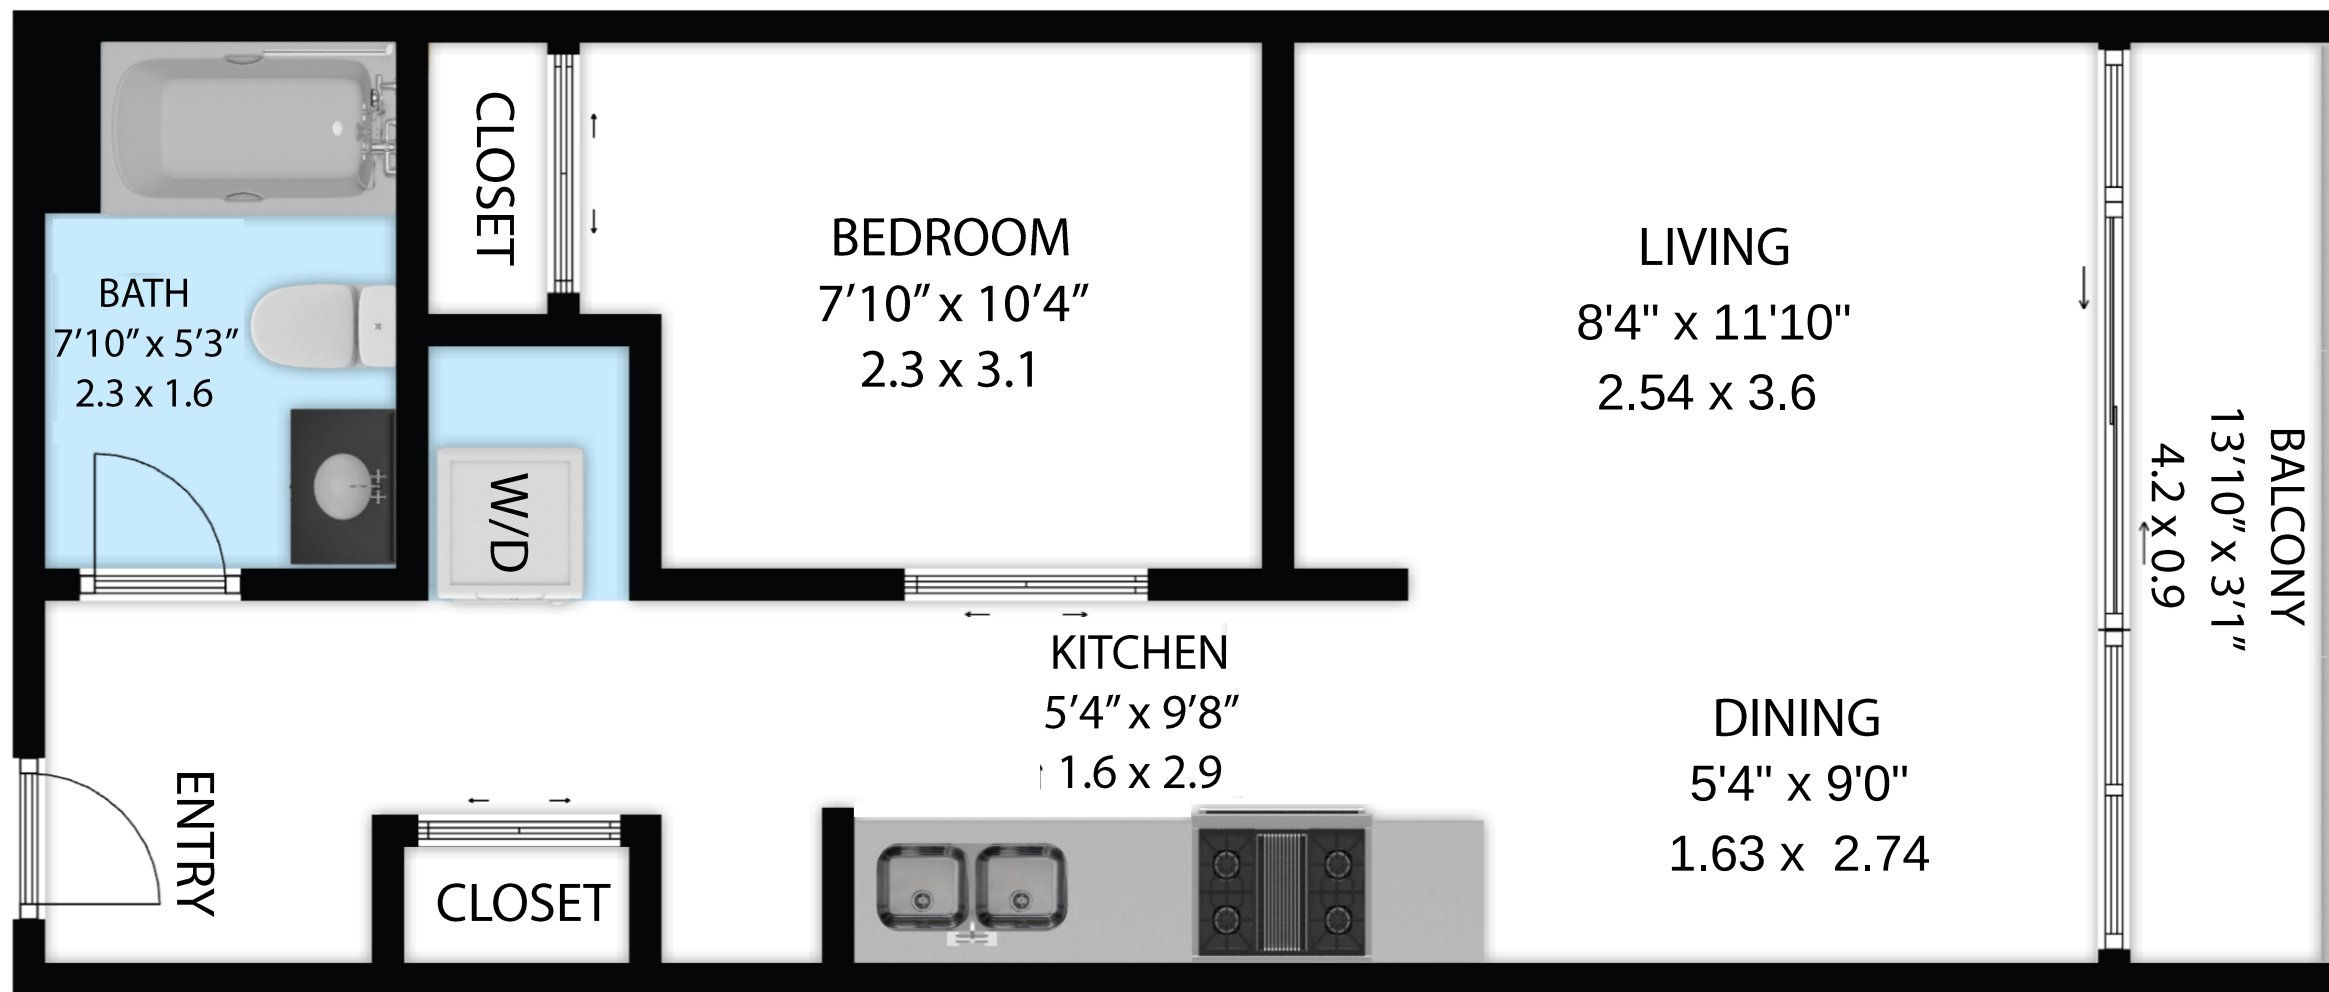 CLOSET
BEDROOM
7’10” x 10’4”
2.3 x 3.1
LIVING
8'4" x 11'10"
2.54 x 3.6
BATH
7’10” x 5’3”
2.3 x 1.6
W/D
BALCONY
13’10” x 3’1”
4.2 x 0.9
KITCHEN
5’4” x 9’8”
1.6 x 2.9
DINING
5'4" x 9'0"
1.63 x 2.74
ENTRY
CLOSET